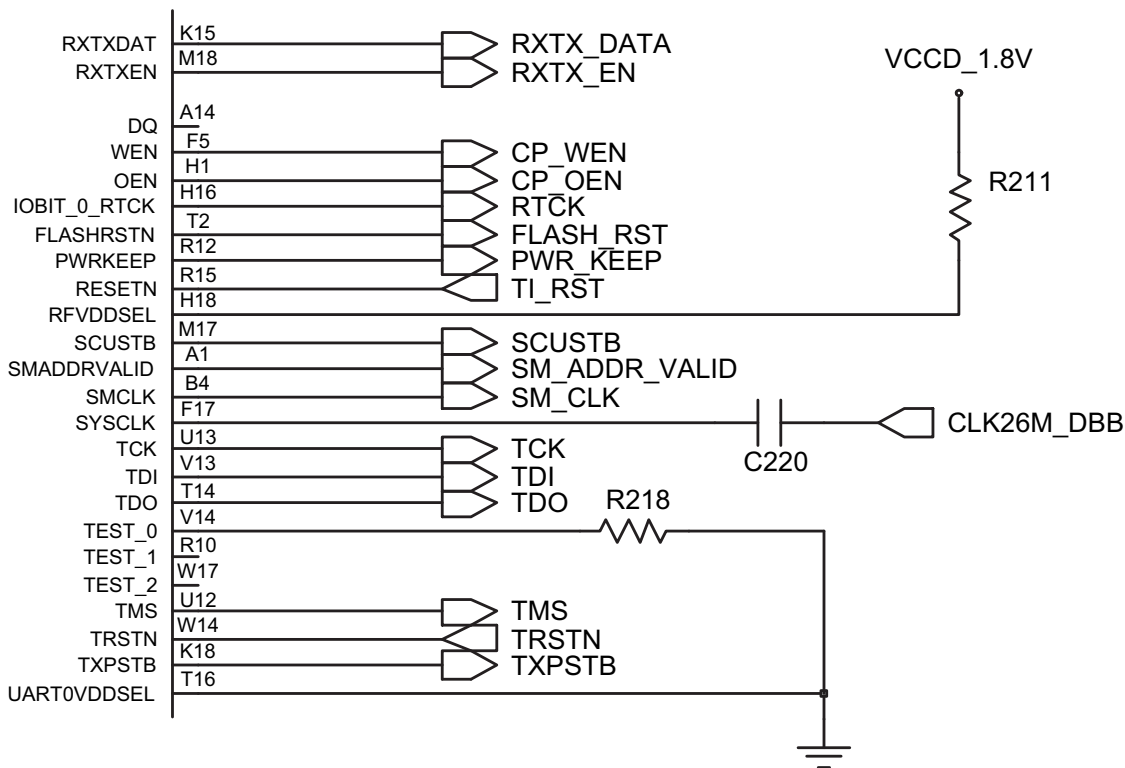 RXTXDAT K15 RXTX_DATA
RXTXEN M18 RXTX_EN
VCCD_1.8V
DQ A14
WEN F5 CP_WEN
OEN H1 CP_OEN
R211
IOBIT_0_RTCK H16 RTCK
FLASHRSTN T2 FLASH_RST
PWRKEEP R12 PWR_KEEP
RESETN R15 TI_RST
RFVDDSEL H18
SCUSTB M17 SCUSTB
SMADDRVALID A1 SM_ADDR_VALID
SMCLK B4 SM_CLK
SYSCLK F17 CLK26M_DBB
C220
TCK U13 TCK
TDI V13 TDI
TDO T14 TDO
R218
TEST_0 V14
TEST_1 R10
TEST_2 W17
TMS U12 TMS
TRSTN W14 TRSTN
TXPSTB K18 TXPSTB
UART0VDDSEL T16